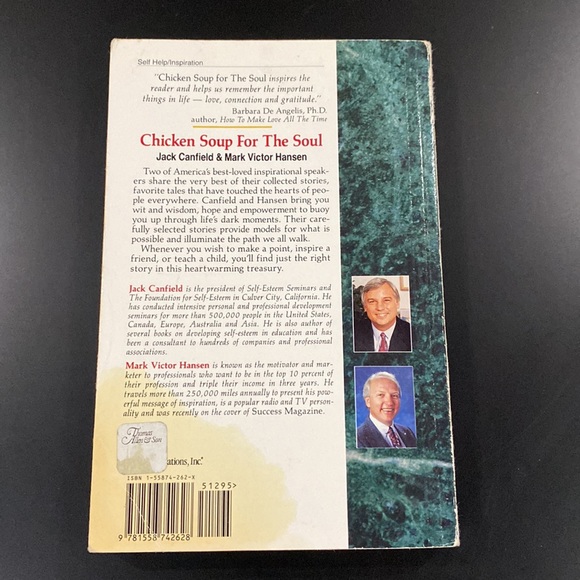 Self Help/Inspiration
"Chicken Soup for The Soul inspires the
reader and helps us remember the important
things in life — love, connection and gratitude."
Barbara De Angelis, Ph.D.
author, How To Make Love All The Time
Chicken Soup For The Soul
Jack Canfield & Mark Victor Hansen
Two of America's best-loved inspirational speak-
ers share the very best of their collected stories,
favorite tales that have touched the hearts of peo-
ple everywhere. Canfield and Hansen bring you
wit and wisdom, hope and empowerment to buoy
you up through life's dark moments. Their care-
fully selected stories provide models for what is
possible and illuminate the path we all walk.
Whenever you wish to make a point, inspire a
friend, or teach a child, you'll find just the right
story in this heartwarming treasury.
Jack Canfield is the president of Self-Esteem Seminars and
The Foundation for Self-Esteem in Culver City, California. He
has conducted intensive personal and professional development
seminars for more than 500,000 people in the United States,
Canada, Europe, Australia and Asia. He is also author of
several books on developing self-esteem in education and has
been a consultant to hundreds of companies and professional
associations.
Mark Victor Hansen is known as the motivator and mar-
keter to professionals who want to be in the top 10 percent of
their profession and triple their income in three years. He
travels more than 250,000 miles annually to present his pow-
erful message of inspiration, is a popular radio and TV person-
ality and was recently on the cover of Success Magazine.
Thomas
Allen & Son
ations, Inc.
ISBN 1-55874-262-X
51295>
9 781558 742628